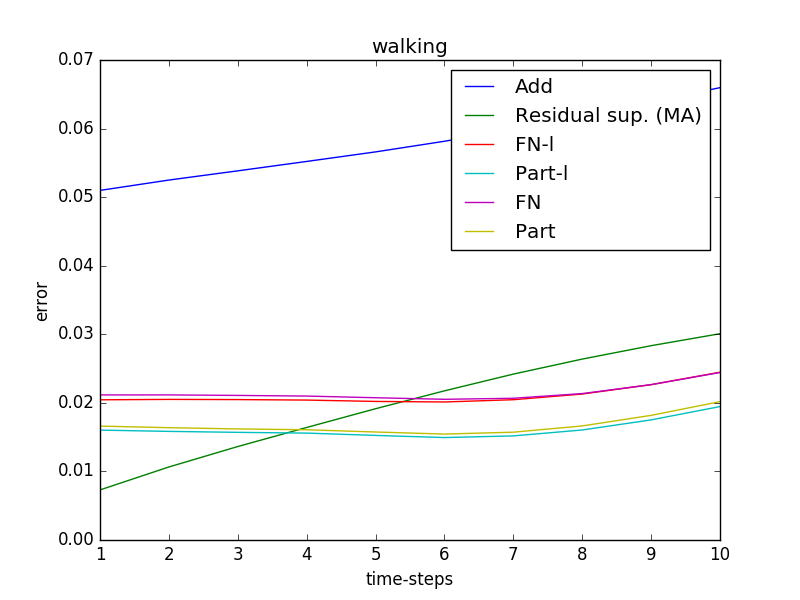 walking
0.07
0.06
0.05
0.04
0.03
0.02
0.01
0.00
error
Add
Residual sup. (MA)
FN-l
Part-l
FN
Part
1 2 3 4 5 6 7 8 9 10
time-steps